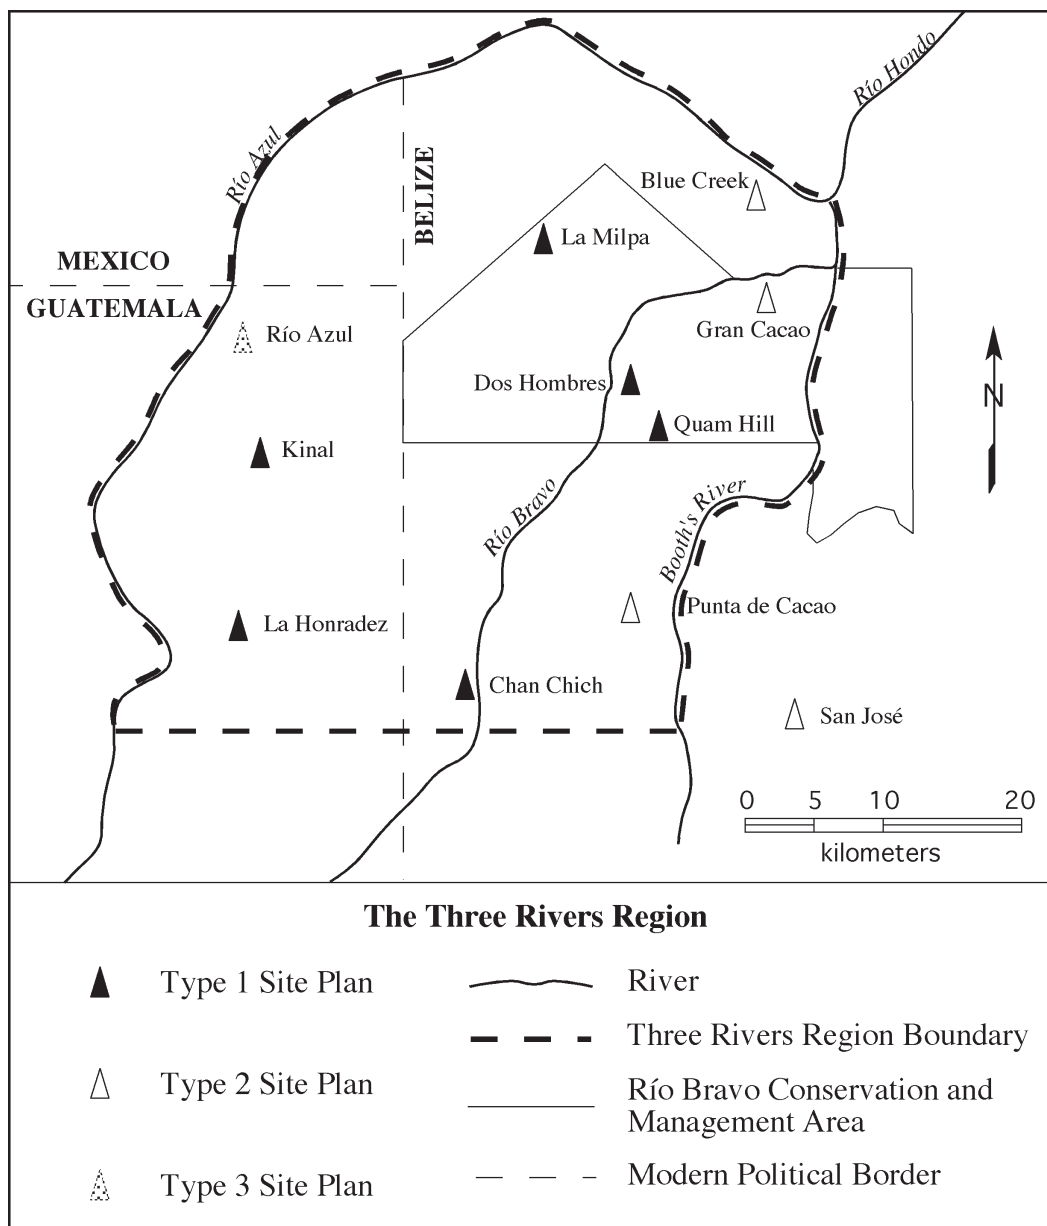 Río Hondo
Río Azul
BELIZE
Blue Creek
La Milpa
MEXICO
GUATEMALA
Río Azul
Gran Cacao
Dos Hombres
N
Quam Hill
Kinal
Río Bravo
Booth's River
Punta de Cacao
La Honradez
Chan Chich
San José
0 5 10 20
kilometers
The Three Rivers Region
Type 1 Site Plan
River
Three Rivers Region Boundary
Type 2 Site Plan
Río Bravo Conservation and
Management Area
Type 3 Site Plan
Modern Political Border